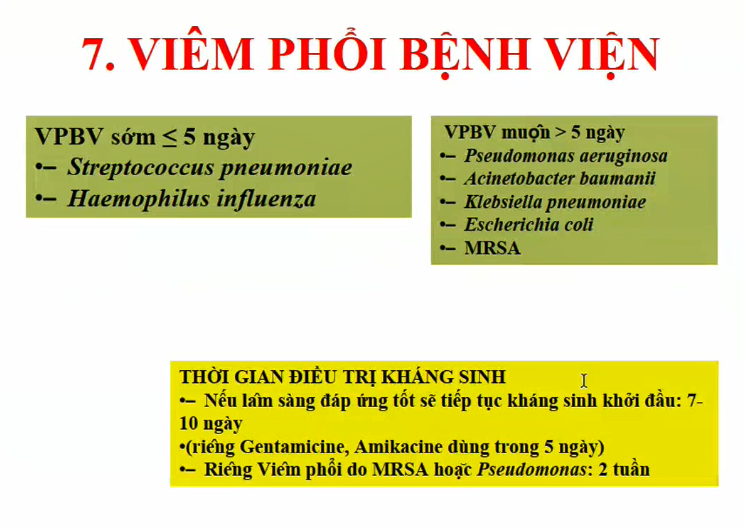 7. VIÊM PHỔI BỆNH VIỆN
VPBV sớm ≤ 5 ngày
•– Streptococcus pneumoniae
•– Haemophilus influenza
VPBV muộn > 5 ngày
•– Pseudomonas aeruginosa
•– Acinetobacter baumanii
•– Klebsiella pneumoniae
•– Escherichia coli
•– MRSA
THỜI GIAN ĐIỀU TRỊ KHÁNG SINH
•– Nếu lâm sàng đáp ứng tốt sẽ tiếp tục kháng sinh khởi đầu: 7-
10 ngày
•(riêng Gentamicine, Amikacine dùng trong 5 ngày)
•– Riêng Viêm phổi do MRSA hoặc Pseudomonas: 2 tuần